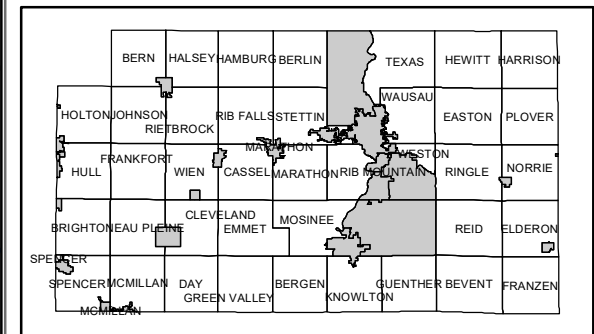 BERN HALSEY HAMBURG BERLIN TEXAS HEWITT HARRISON
WAUSAU
HOLTON JOHNSON RIB FALLS STETTIN EASTON PLOVER
RIETBROCK
MARATHON WESTON
FRANKFORT
HULL WIEN CASSEL MARATHON RIB MOUNTAIN RINGLE NORRIE
CLEVELAND
MOSINEE
BRIGHTON EAU PLEINE EMMET REID ELDERON
SPENCER
SPENCER MCMILLAN DAY BERGEN GUENTHER BEVENT FRANZEN
GREEN VALLEY KNOWLTON
MCMILLAN